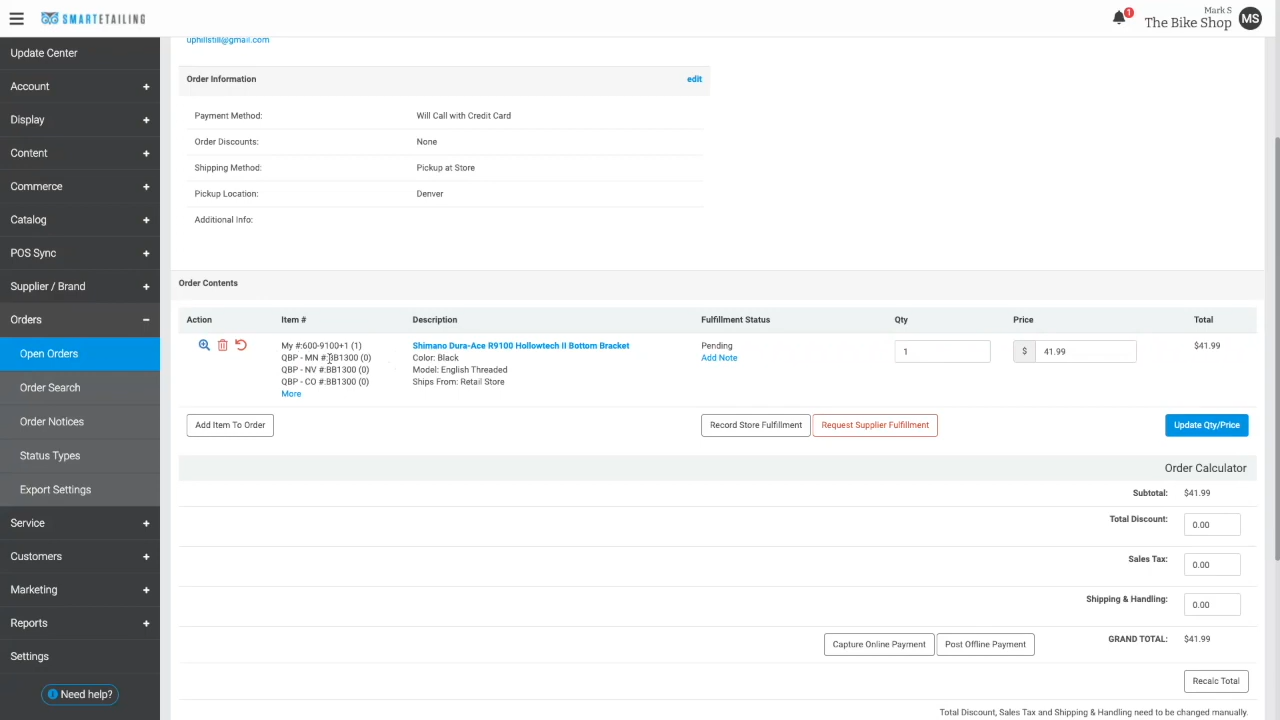 SMARTETAILING
1
Mark S
The Bike Shop
MS
Update Center
Account +
Display +
Content +
Commerce +
Catalog +
POS Sync +
Supplier / Brand +
Orders −
Open Orders
Order Search
Order Notices
Status Types
Export Settings
Service +
Customers +
Marketing +
Reports +
Settings
Need help?
uphillstill@gmail.com
Order Information edit
Payment Method: Will Call with Credit Card
Order Discounts: None
Shipping Method: Pickup at Store
Pickup Location: Denver
Additional Info:
Order Contents
Action Item # Description Fulfillment Status Qty Price Total
My #:600-9100+1 (1) Shimano Dura-Ace R9100 Hollowtech II Bottom Bracket Pending 1 $ 41.99 $41.99
QBP - MN #:BB1300 (0) Color: Black Add Note
QBP - NV #:BB1300 (0) Model: English Threaded
QBP - CO #:BB1300 (0) Ships From: Retail Store
More
Add Item To Order Record Store Fulfillment Request Supplier Fulfillment Update Qty/Price
Order Calculator
Subtotal: $41.99
Total Discount: 0.00
Sales Tax: 0.00
Shipping & Handling: 0.00
Capture Online Payment Post Offline Payment GRAND TOTAL: $41.99
Recalc Total
Total Discount, Sales Tax and Shipping & Handling need to be changed manually.